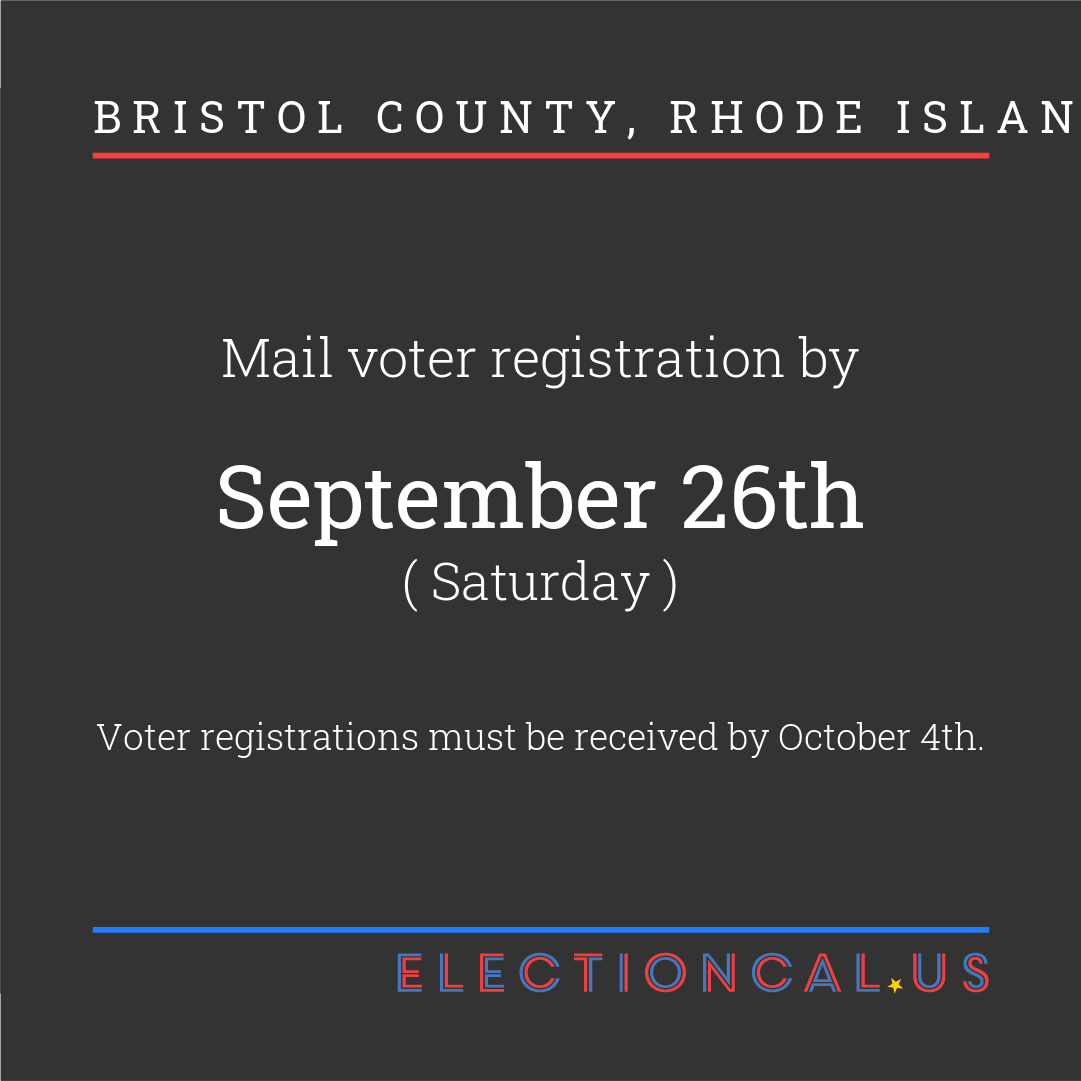 BRISTOL COUNTY, RHODE ISLAN
Mail voter registration by
September 26th
( Saturday )
Voter registrations must be received by October 4th.
ELECTIONCAL.US